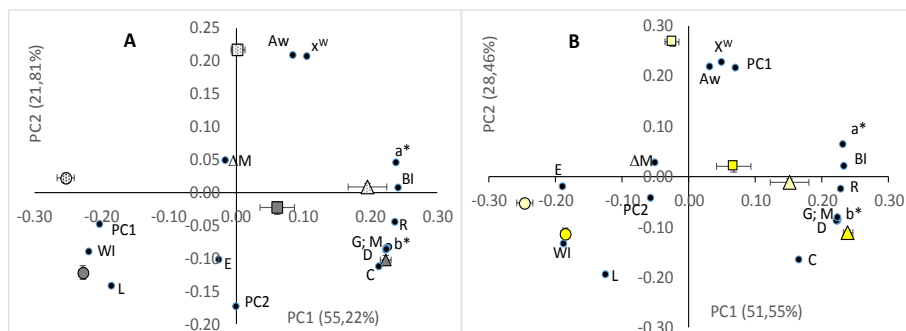 A
PC2 (21,81%)
0.25
0.20
0.15
0.10
0.05
0.00
-0.05
-0.10
-0.15
-0.20
-0.30 -0.20 -0.10 0.00 0.10 0.20 0.30
Aw
xᵂ
ΔM
a*
BI
R
G; M
b*
D
C
E
PC1
WI
L
PC2
PC1 (55,22%)
B
PC2 (28,46%)
0.30
0.20
0.10
0.00
-0.10
-0.20
-0.30
-0.30 -0.20 -0.10 0.00 0.10 0.20 0.30
Xᵂ
PC1
Aw
a*
BI
R
ΔM
E
PC2
G; M
b*
D
C
WI
L
PC1 (51,55%)